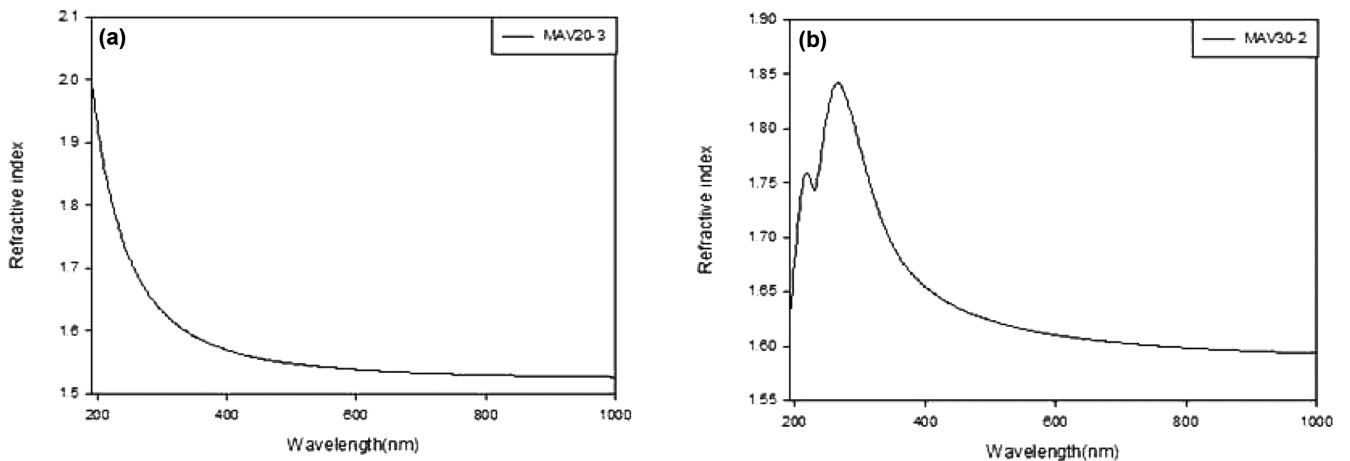 (a)
MAV20-3
2.1
2.0
1.9
1.8
1.7
1.6
1.5
Refractive index
200 400 600 800 1000
Wavelength(nm)
(b)
MAV30-2
1.90
1.85
1.80
1.75
1.70
1.65
1.60
1.55
Refractive index
200 400 600 800 1000
Wavelength(nm)